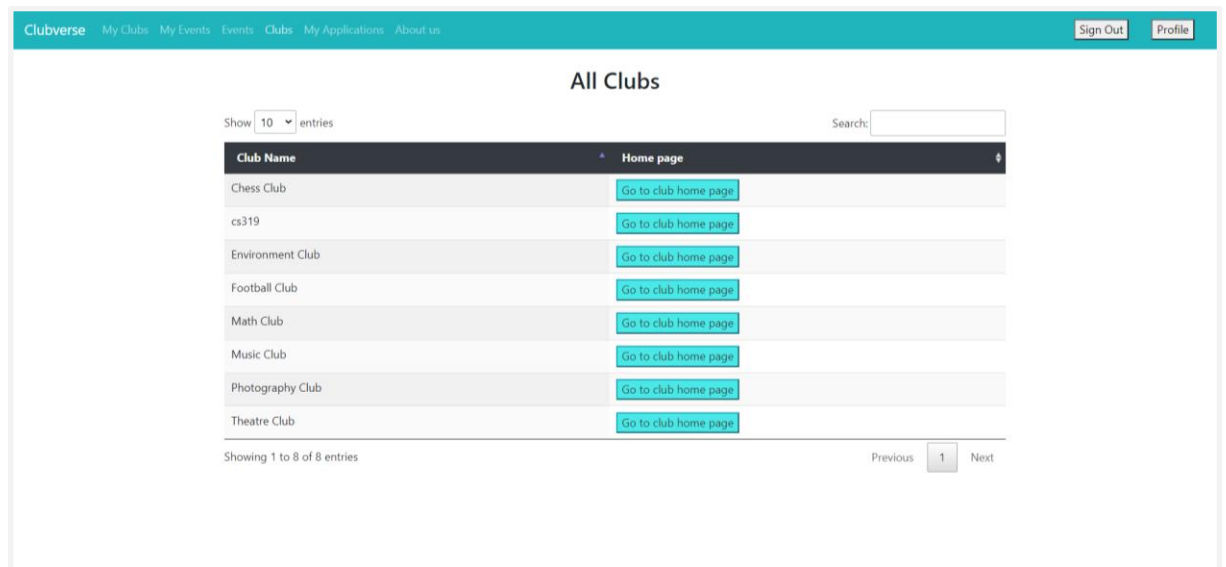 Clubverse My Clubs My Events Events Clubs My Applications About us Sign Out Profile
All Clubs
Show 10 entries Search:
Club Name Home page
Chess Club Go to club home page
cs319 Go to club home page
Environment Club Go to club home page
Football Club Go to club home page
Math Club Go to club home page
Music Club Go to club home page
Photography Club Go to club home page
Theatre Club Go to club home page
Showing 1 to 8 of 8 entries Previous 1 Next